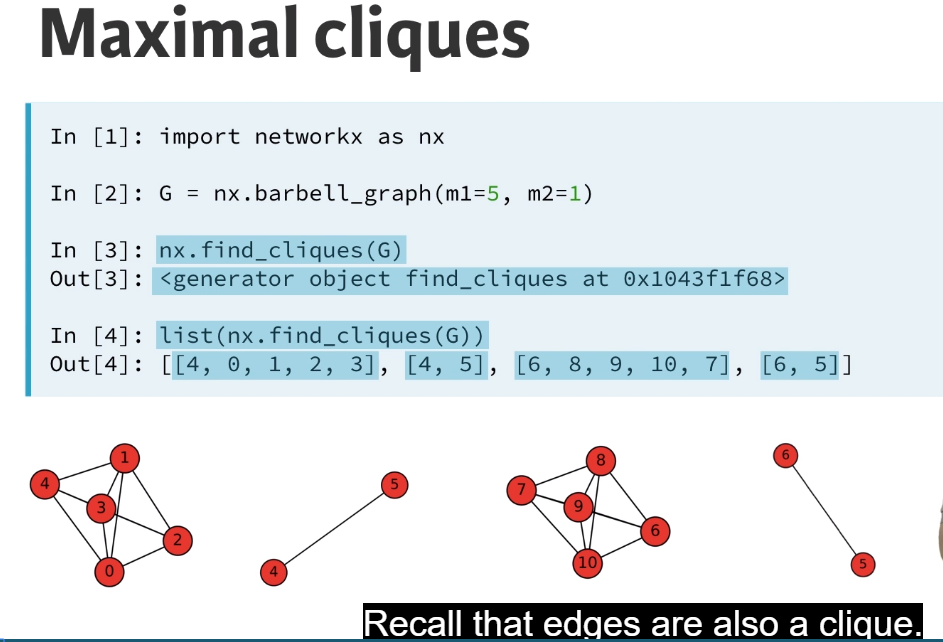 Maximal cliques
In [1]: import networkx as nx
In [2]: G = nx.barbell_graph(m1=5, m2=1)
In [3]: nx.find_cliques(G)
Out[3]: <generator object find_cliques at 0x1043f1f68>
In [4]: list(nx.find_cliques(G))
Out[4]: [[4, 0, 1, 2, 3], [4, 5], [6, 8, 9, 10, 7], [6, 5]]
1
4
3
2
0
5
4
8
7
9
6
10
6
5
Recall that edges are also a clique.